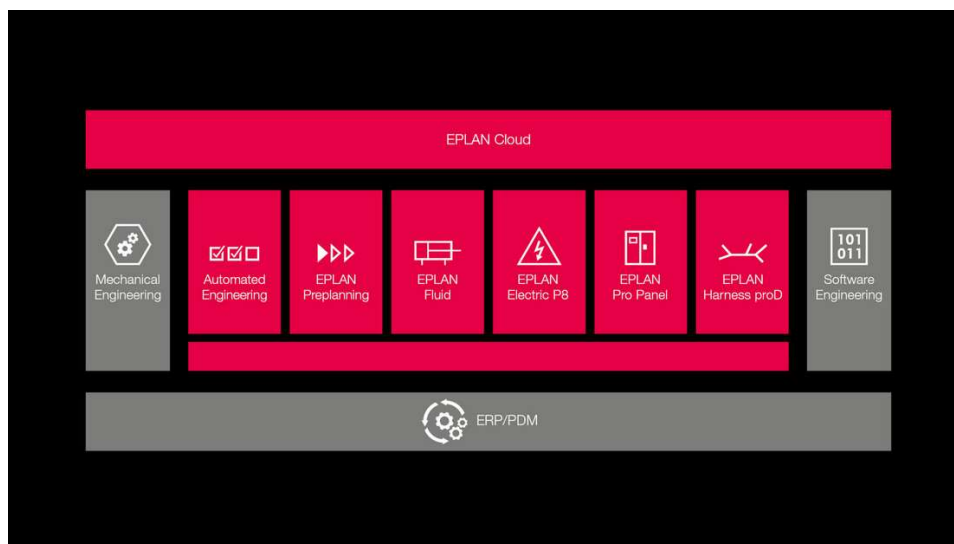 EPLAN Cloud
Mechanical
Engineering
Automated
Engineering
EPLAN
Preplanning
EPLAN
Fluid
EPLAN
Electric P8
EPLAN
Pro Panel
EPLAN
Harness proD
101
011
Software
Engineering
ERP/PDM